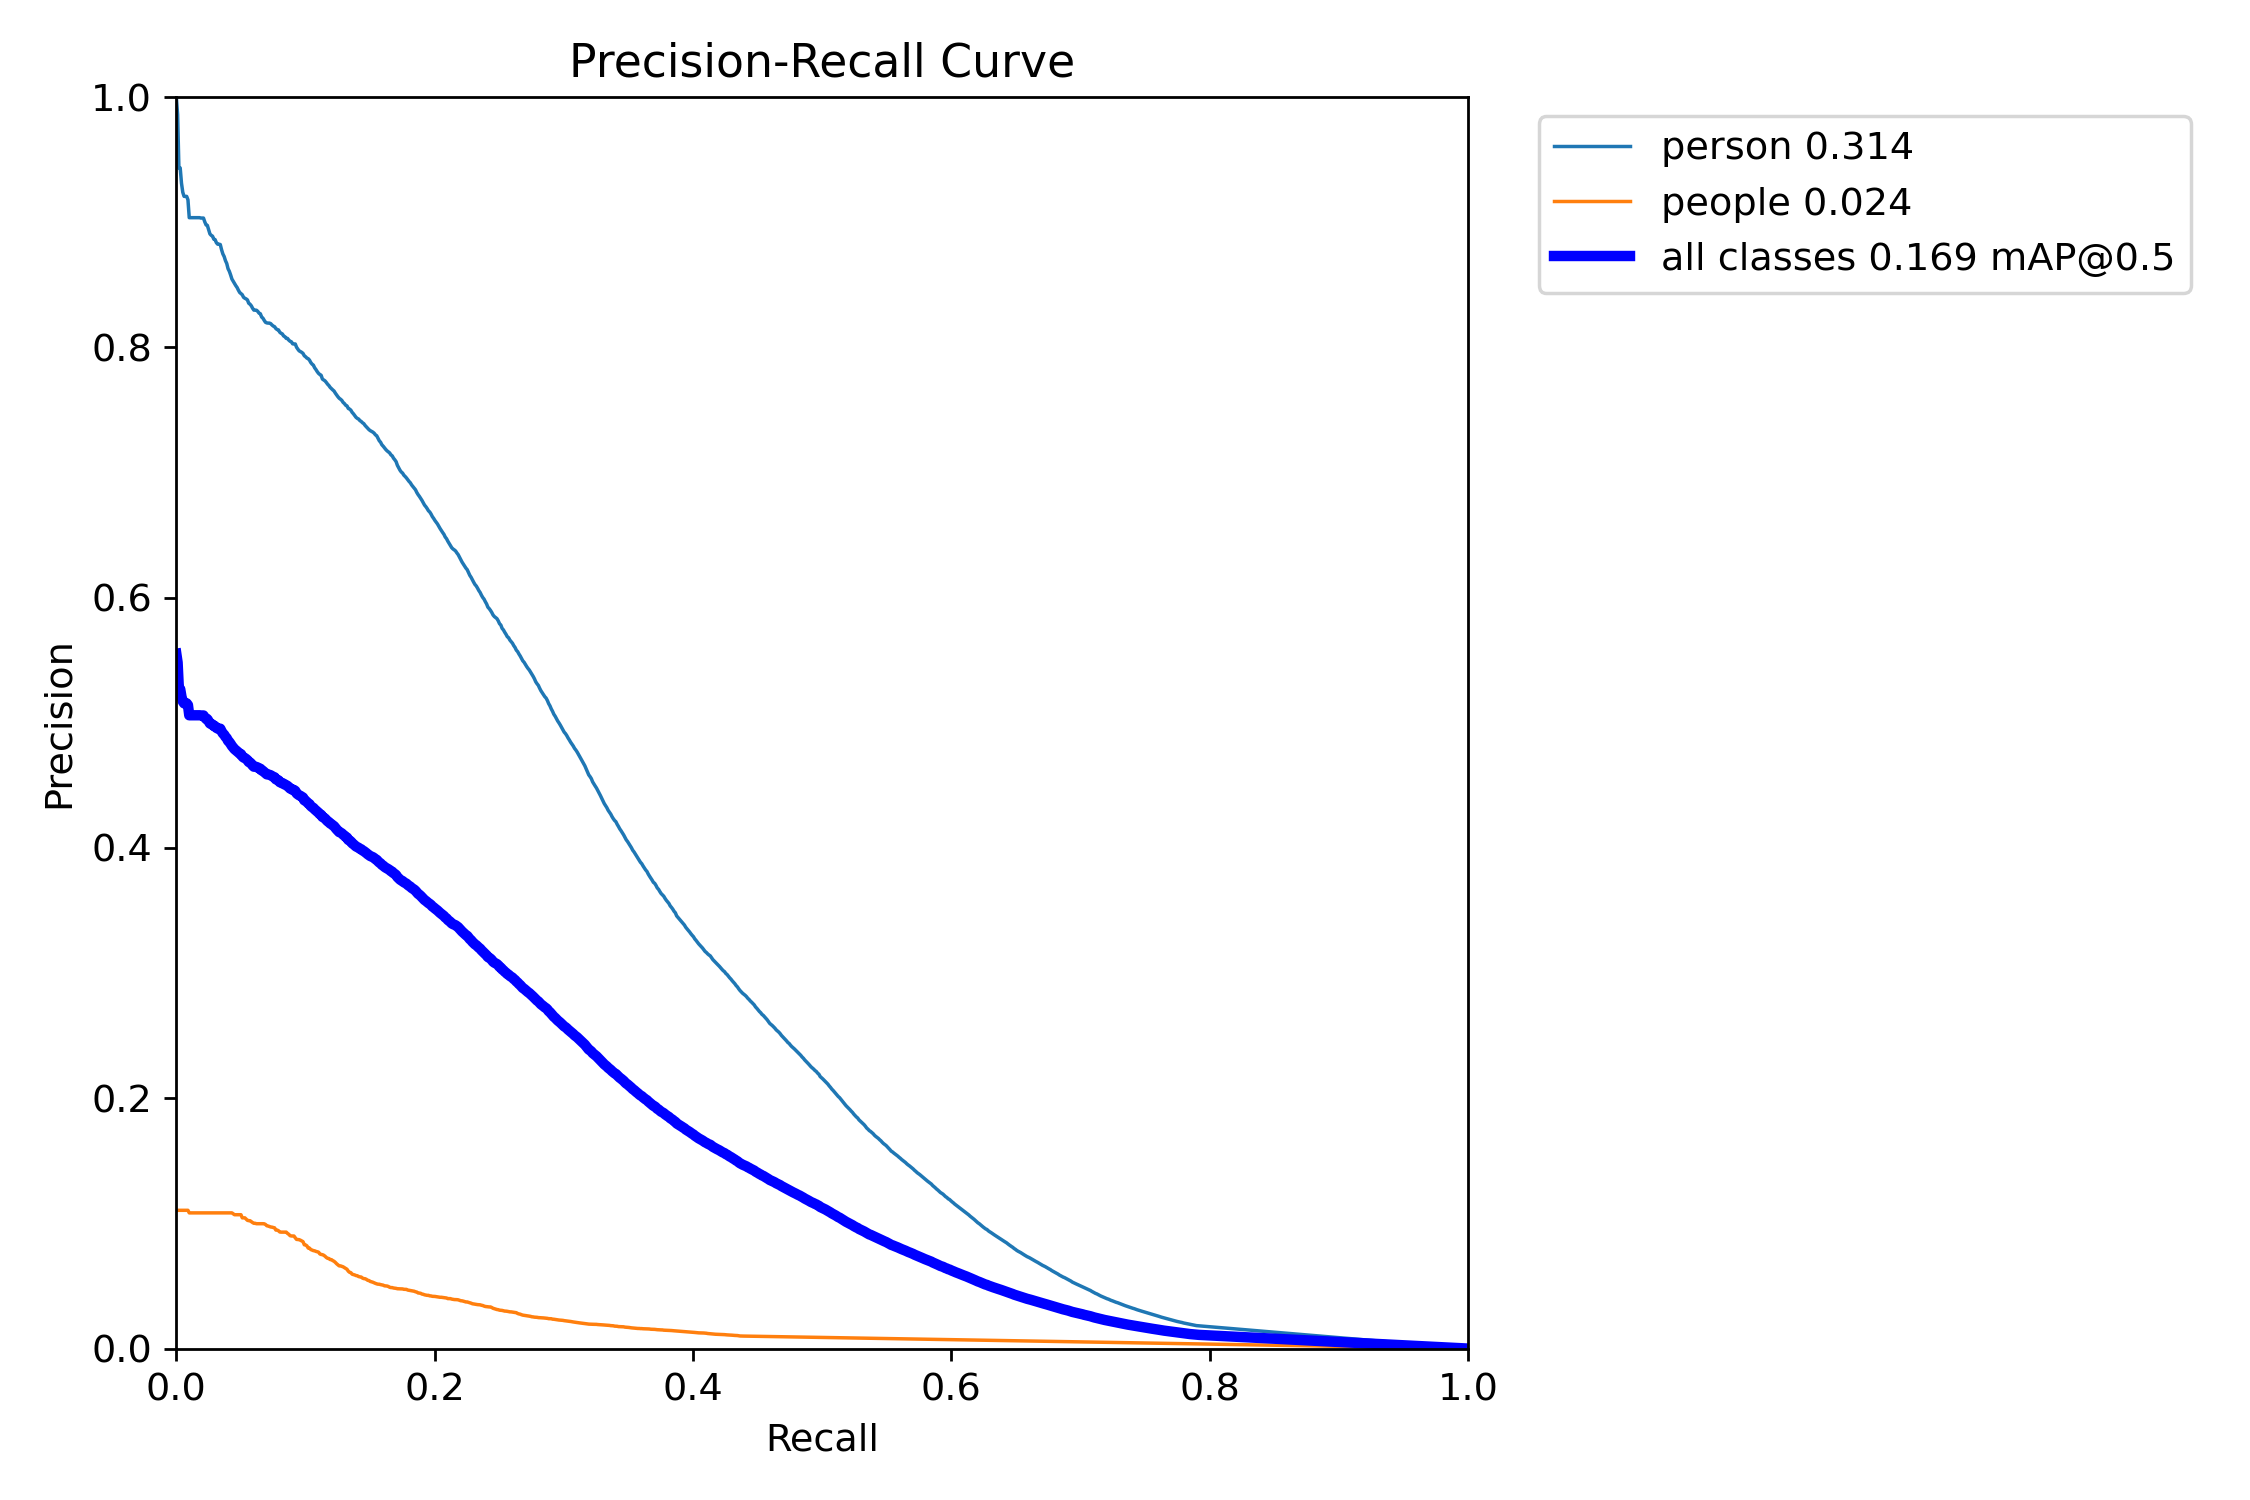 Precision-Recall Curve
1.0
0.8
0.6
0.4
0.2
0.0
Precision
0.0 0.2 0.4 0.6 0.8 1.0
Recall
person 0.314
people 0.024
all classes 0.169 mAP@0.5